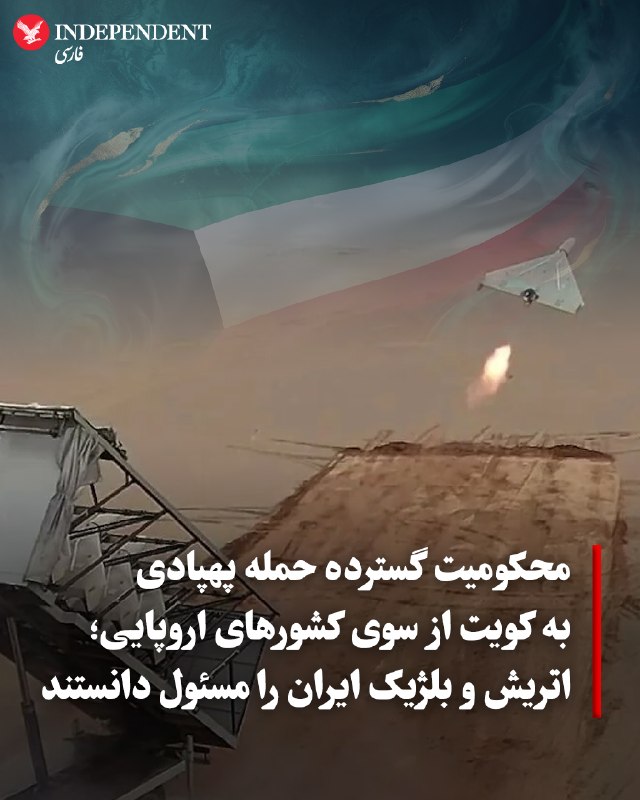 INDEPENDENT
فارسی
محکومیت گسترده حمله پهپادی
به کویت از سوی کشورهای اروپایی؛
اتریش و بلژیک ایران را مسئول دانستند